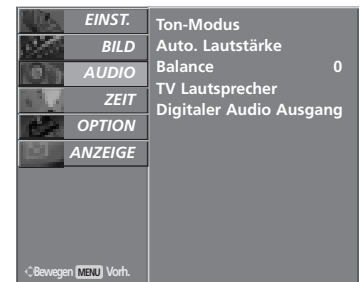 EINST.
BILD
AUDIO
ZEIT
OPTION
ANZEIGE
Bewegen MENU Vorh.
Ton-Modus
Auto. Lautstärke
Balance 0
TV Lautsprecher
Digitaler Audio Ausgang